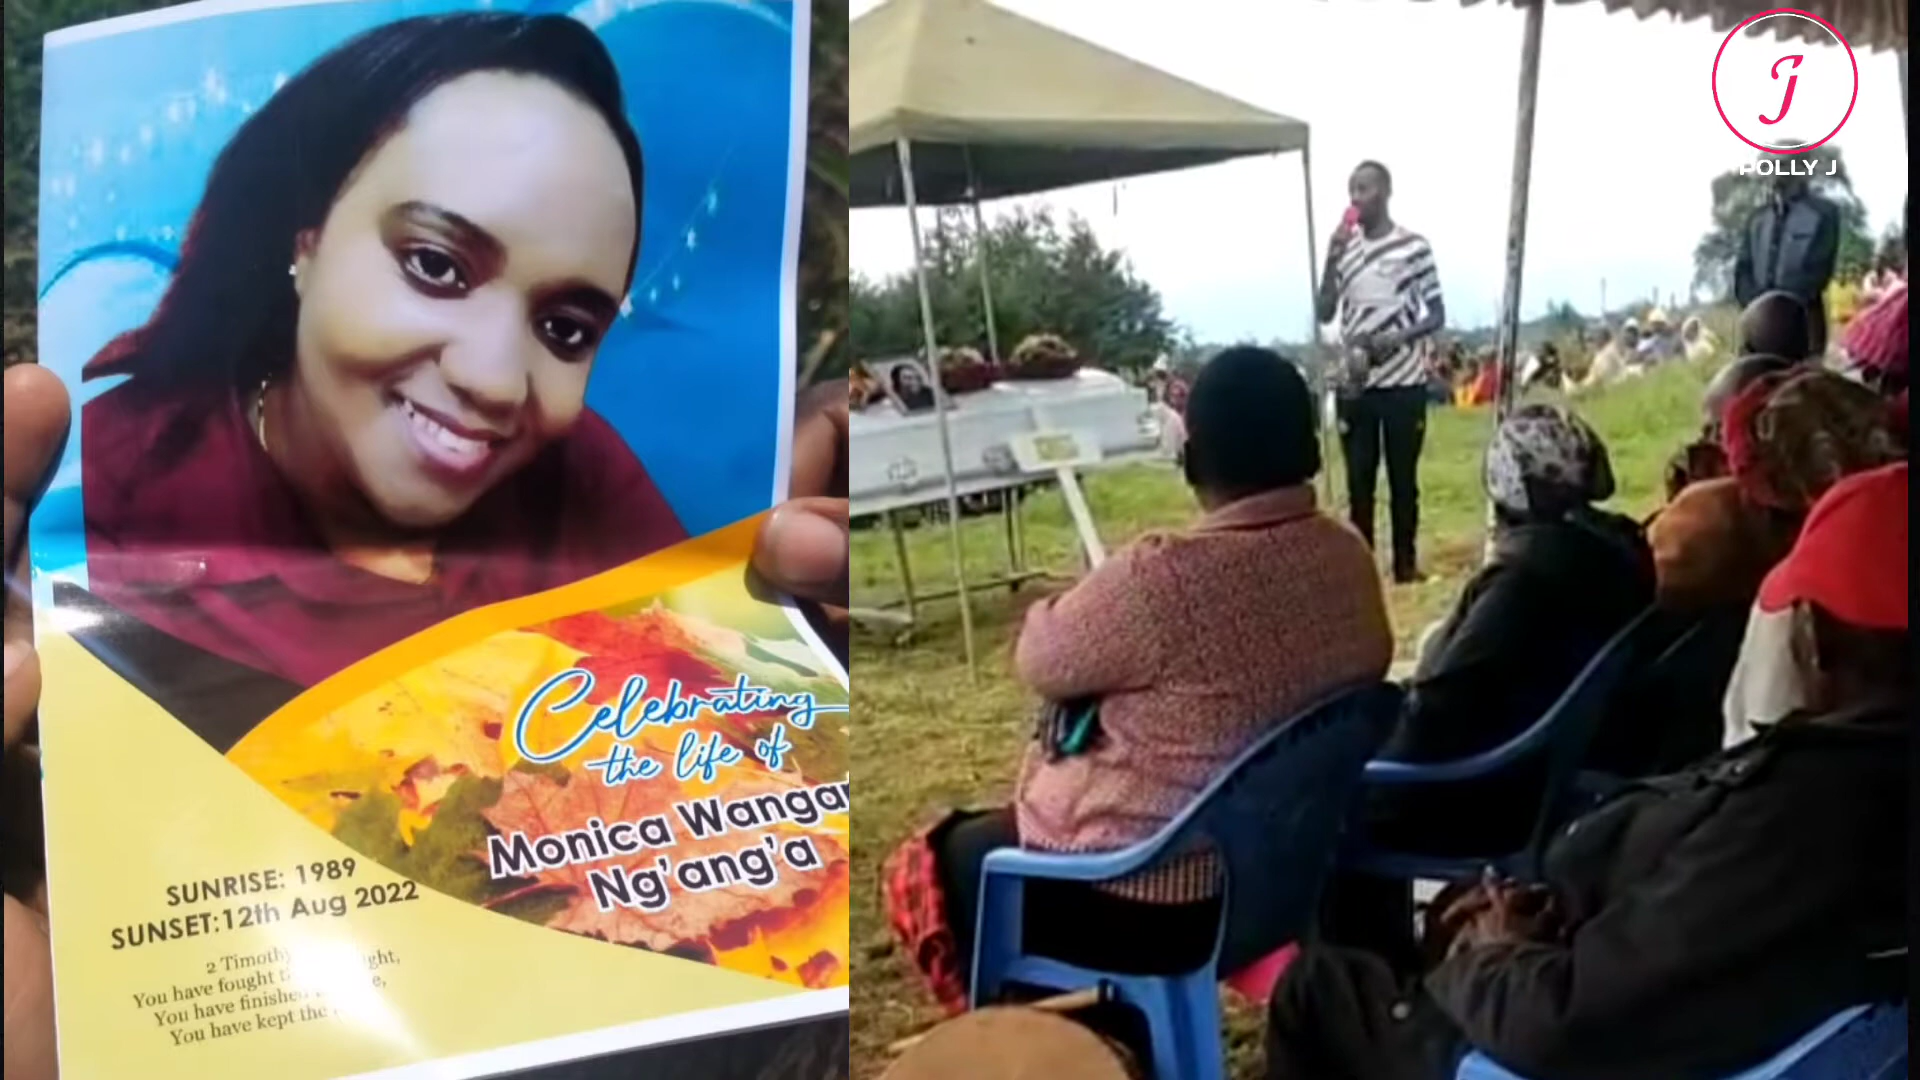 Celebrating
the life of
Monica Wanga
Ng'ang'a
SUNRISE: 1989
SUNSET:12th Aug 2022
2 Timothy
You have fought
You have finished
You have kept the
J
POLLY J